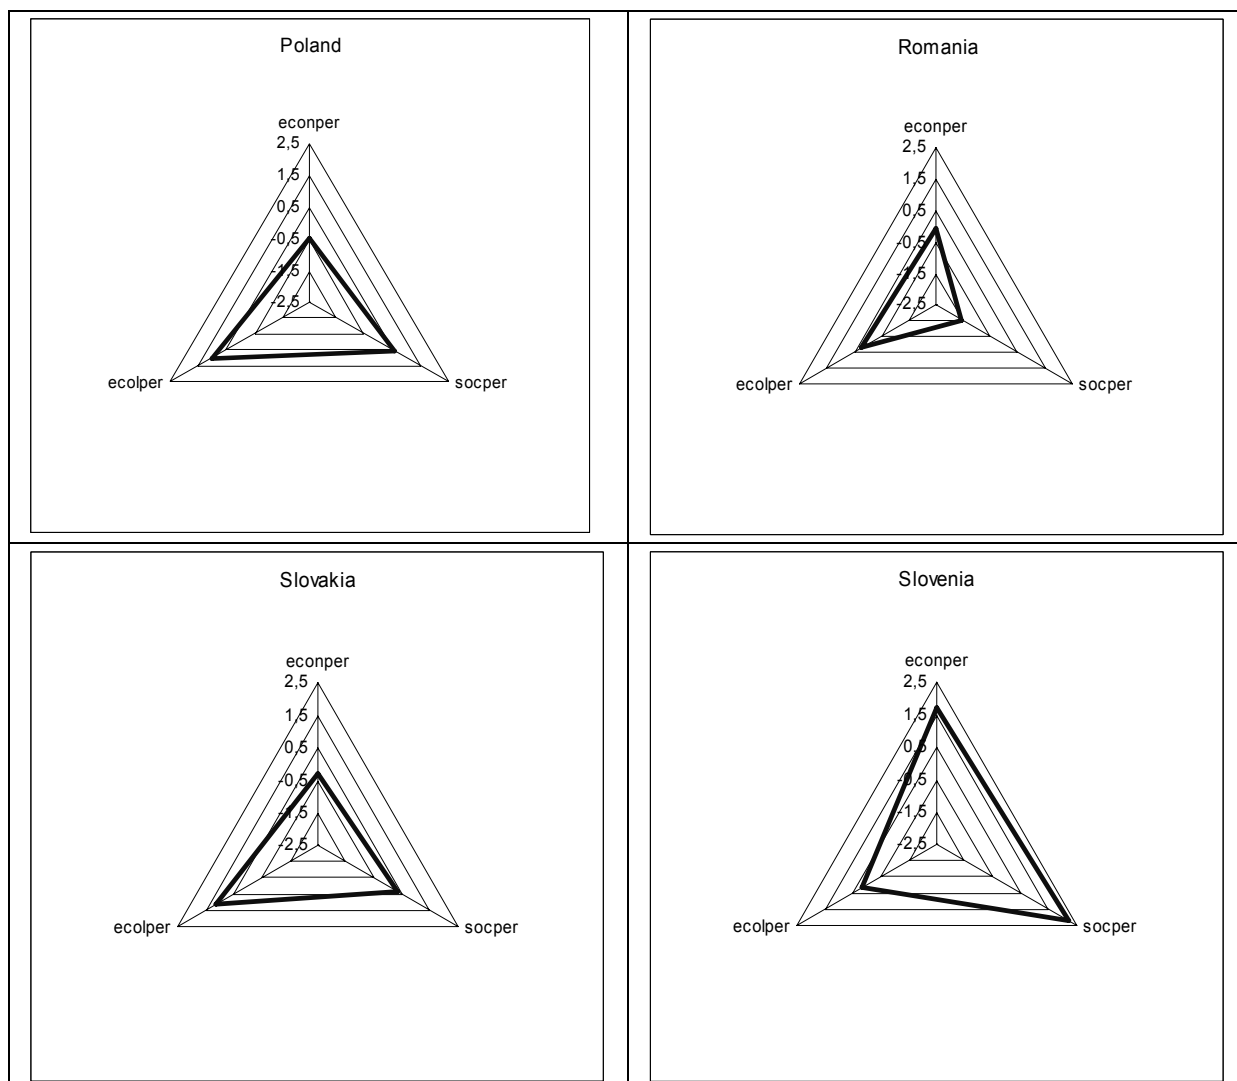 Poland
econper
2,5
1,5
0,5
-0,5
-1,5
-2,5
ecolper
socper
Romania
econper
2,5
1,5
0,5
-0,5
-1,5
-2,5
ecolper
socper
Slovakia
econper
2,5
1,5
0,5
-0,5
-1,5
-2,5
ecolper
socper
Slovenia
econper
2,5
1,5
0,5
-0,5
-1,5
-2,5
ecolper
socper